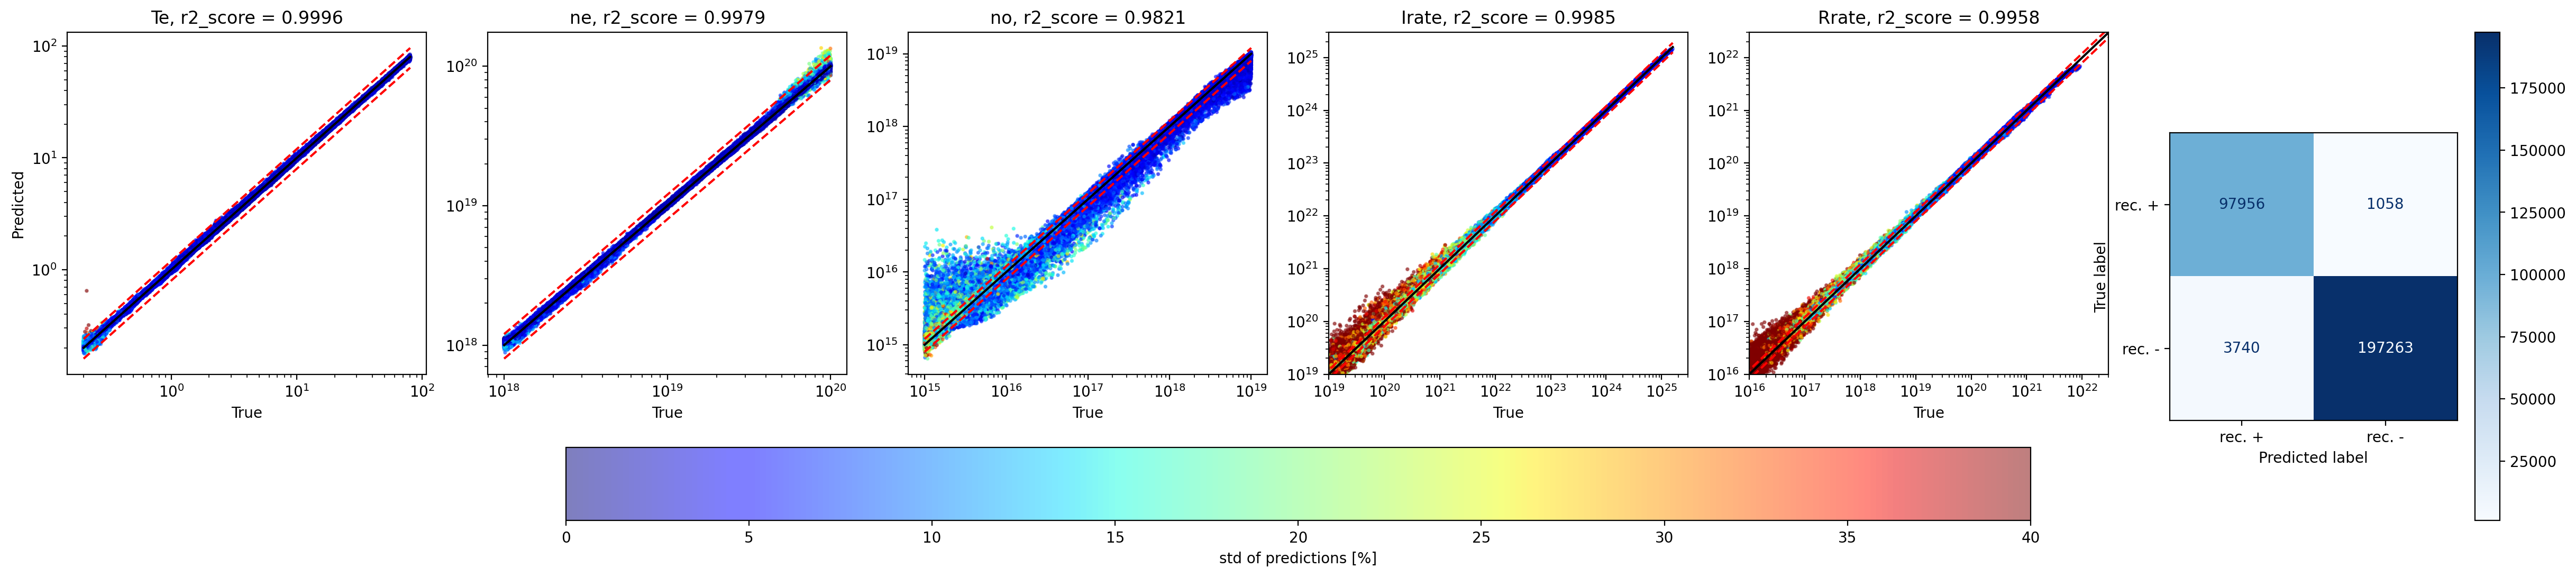 Te, r2_score = 0.9996
10²
10¹
10⁰
Predicted
10⁰ 10¹ 10²
True
ne, r2_score = 0.9979
10²⁰
10¹⁹
10¹⁸
10¹⁸ 10¹⁹ 10²⁰
True
no, r2_score = 0.9821
10¹⁹
10¹⁸
10¹⁷
10¹⁶
10¹⁵
10¹⁵ 10¹⁶ 10¹⁷ 10¹⁸ 10¹⁹
True
Irate, r2_score = 0.9985
10²⁵
10²⁴
10²³
10²²
10²¹
10²⁰
10¹⁹
10¹⁹ 10²⁰ 10²¹ 10²² 10²³ 10²⁴ 10²⁵
True
Rrate, r2_score = 0.9958
10²²
10²¹
10²⁰
10¹⁹
10¹⁸
10¹⁷
10¹⁶
10¹⁶ 10¹⁷ 10¹⁸ 10¹⁹ 10²⁰ 10²¹ 10²²
True
True label
rec. + 97956 1058
rec. - 3740 197263
rec. + rec. -
Predicted label
175000
150000
125000
100000
75000
50000
25000
0 5 10 15 20 25 30 35 40
std of predictions [%]